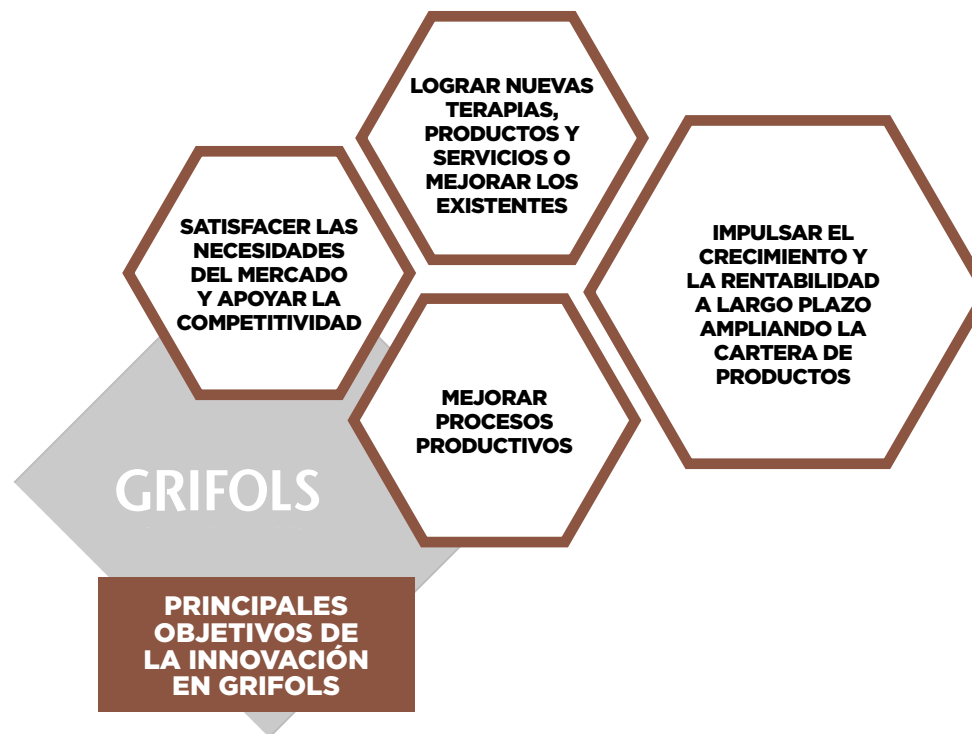 LOGRAR NUEVAS
TERAPIAS,
PRODUCTOS Y
SERVICIOS O
MEJORAR LOS
EXISTENTES
SATISFACER LAS
NECESIDADES
DEL MERCADO
Y APOYAR LA
COMPETITIVIDAD
IMPULSAR EL
CRECIMIENTO Y
LA RENTABILIDAD
A LARGO PLAZO
AMPLIANDO LA
CARTERA DE
PRODUCTOS
MEJORAR
PROCESOS
PRODUCTIVOS
GRIFOLS
PRINCIPALES
OBJETIVOS DE
LA INNOVACIÓN
EN GRIFOLS